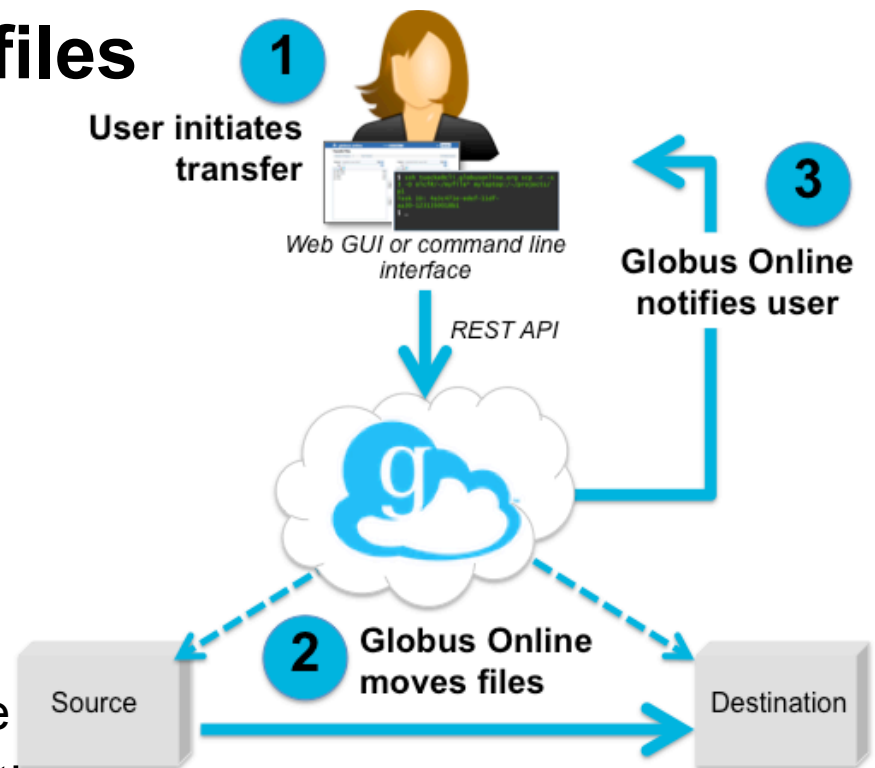 files
1
User initiates
transfer
Web GUI or command line
interface
REST API
3
Globus Online
notifies user
g
2
Globus Online
moves files
Source
Destination